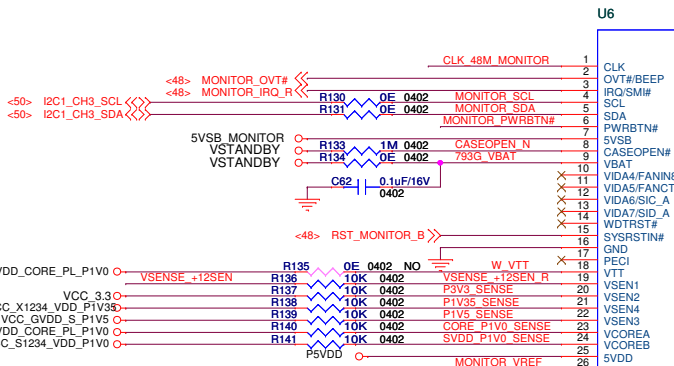 U6
CLK_48M_MONITOR 1 CLK
2 OVT#/BEEP
<48> MONITOR_OVT#
<48> MONITOR_IRQ_R 3 IRQ/SMI#
<50> I2C1_CH3_SCL R130 0E 0402 MONITOR_SCL 4 SCL
<50> I2C1_CH3_SDA R131 0E 0402 MONITOR_SDA 5 SDA
MONITOR_PWRBTN# 6 PWRBTN#
5VSB_MONITOR 7 5VSB
VSTANDBY R133 1M 0402 CASEOPEN_N 8 CASEOPEN#
VSTANDBY R134 0E 0402 793G_VBAT 9 VBAT
10 VIDA4/FANIN8
C62 0.1uF/16V 11 VIDA5/FANCT
0402 12 VIDA6/SIC_A
13 VIDA7/SID_A
14 WDTRST#
<48> RST_MONITOR_B 15 SYSRSTIN#
16 GND
17 PECI
VDD_CORE_PL_P1V0 R135 0E 0402 NO W_VTT 18 VTT
VSENSE_+12SEN R136 10K 0402 VSENSE_+12SEN_R 19 VSEN1
VCC_3.3 R137 10K 0402 P3V3_SENSE 20 VSEN2
C_X1234_VDD_P1V35 R138 10K 0402 P1V35_SENSE 21 VSEN4
VCC_GVDD_S_P1V5 R139 10K 0402 P1V5_SENSE 22 VSEN3
VDD_CORE_PL_P1V0 R140 10K 0402 CORE_P1V0_SENSE 23 VCOREA
C_S1234_VDD_P1V0 R141 10K 0402 SVDD_P1V0_SENSE 24 VCOREB
P5VDD 25 5VDD
MONITOR_VREF 26